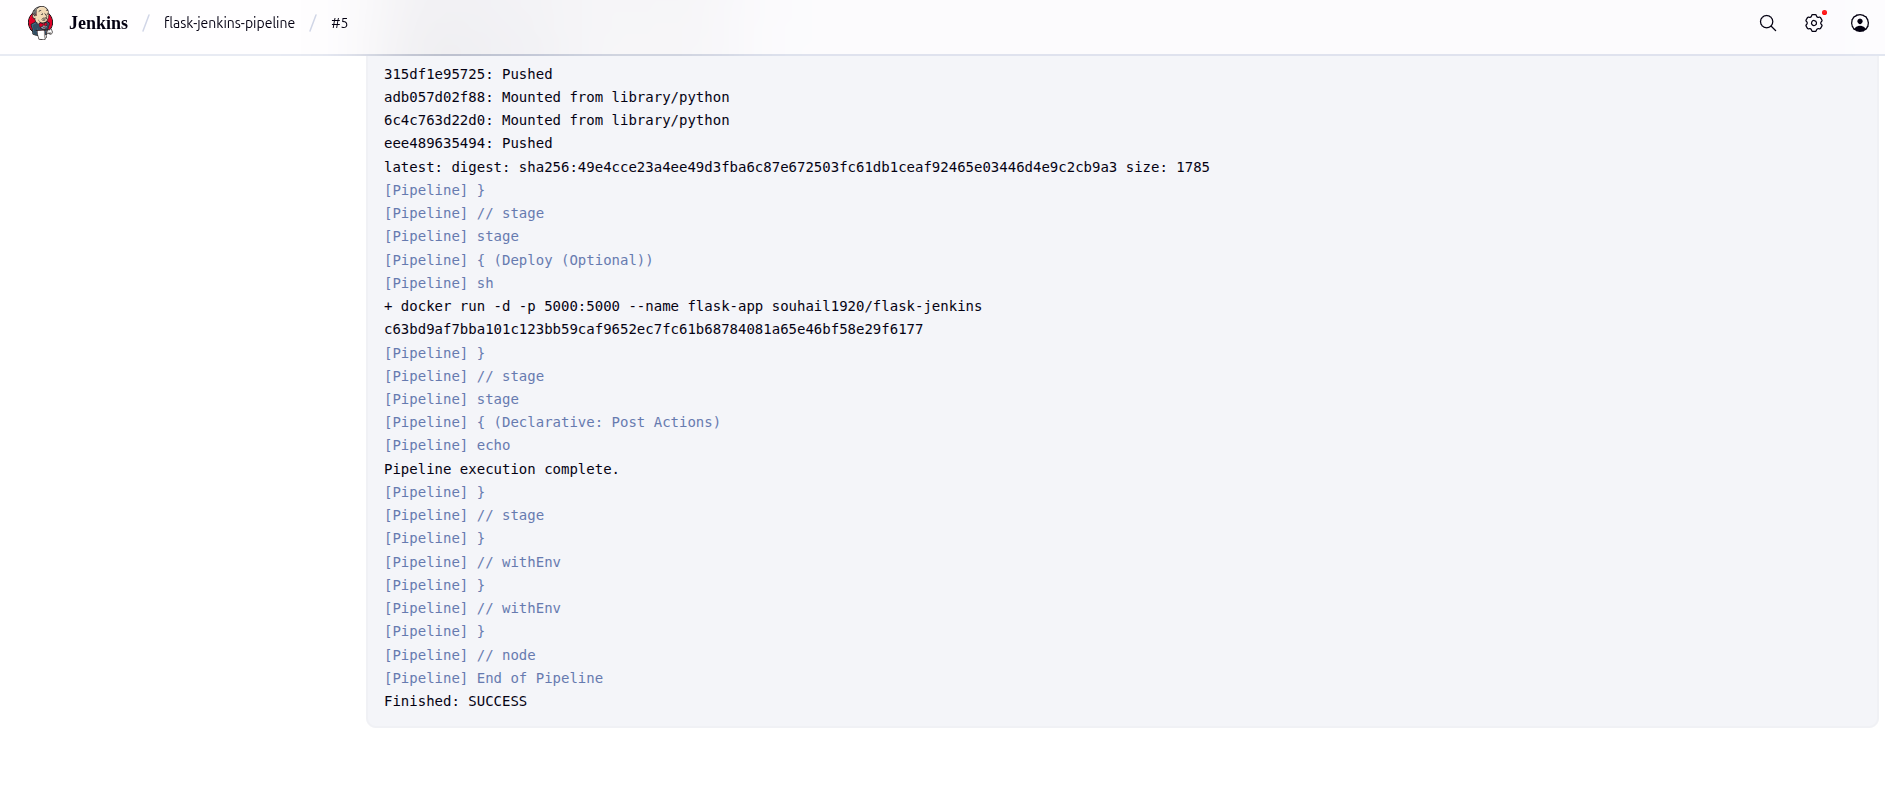 Jenkins / flask-jenkins-pipeline / #5
315df1e95725: Pushed
adb057d02f88: Mounted from library/python
6c4c763d22d0: Mounted from library/python
eee489635494: Pushed
latest: digest: sha256:49e4cce23a4ee49d3fba6c87e672503fc61db1ceaf92465e03446d4e9c2cb9a3 size: 1785
[Pipeline] }
[Pipeline] // stage
[Pipeline] stage
[Pipeline] { (Deploy (Optional))
[Pipeline] sh
+ docker run -d -p 5000:5000 --name flask-app souhail1920/flask-jenkins
c63bd9af7bba101c123bb59caf9652ec7fc61b68784081a65e46bf58e29f6177
[Pipeline] }
[Pipeline] // stage
[Pipeline] stage
[Pipeline] { (Declarative: Post Actions)
[Pipeline] echo
Pipeline execution complete.
[Pipeline] }
[Pipeline] // stage
[Pipeline] }
[Pipeline] // withEnv
[Pipeline] }
[Pipeline] // withEnv
[Pipeline] }
[Pipeline] // node
[Pipeline] End of Pipeline
Finished: SUCCESS